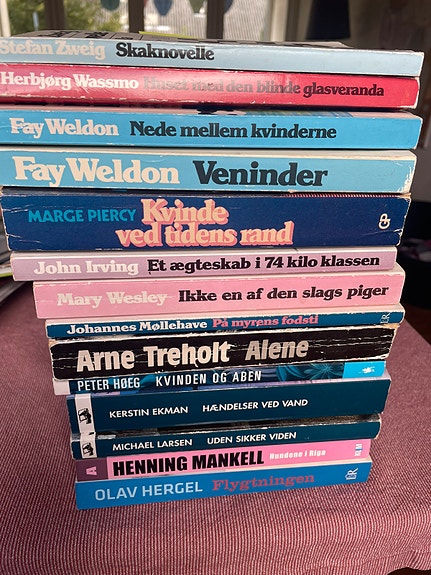 Stefan Zweig Skaknovelle
Herbjørg Wassmo Huset med den blinde glasveranda
Fay Weldon Nede mellem kvinderne
Fay Weldon Veninder
MARGE PIERCY Kvinde
ved tidens rand
John Irving Et ægteskab i 74 kilo klassen
Mary Wesley Ikke en af den slags piger
Johannes Møllehave På myrens fodsti
Arne Treholt Alene
PETER HØEG KVINDEN OG ABEN
KERSTIN EKMAN HÆNDELSER VED VAND
MICHAEL LARSEN UDEN SIKKER VIDEN
A HENNING MANKELL Hundene i Riga
OLAV HERGEL Flygtningen